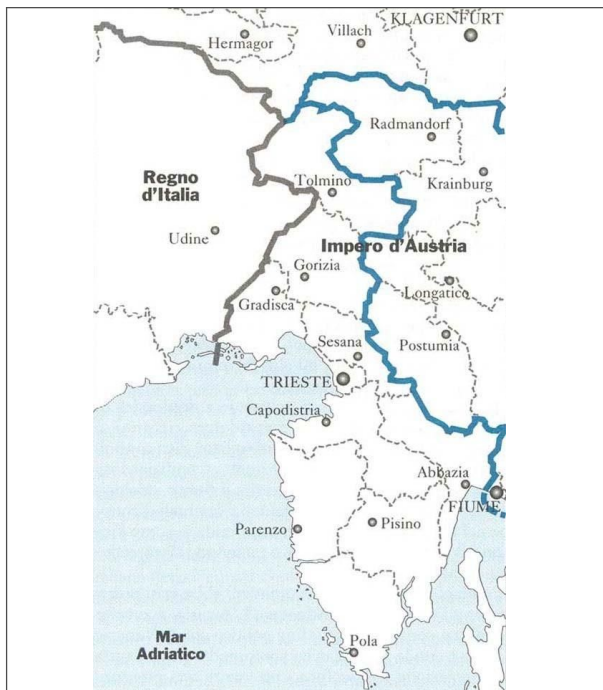 KLAGENFURT
Villach
Hermagor
Radmandorf
Krainburg
Regno
d'Italia
Tolmino
Udine
Impero d'Austria
Gorizia
Gradisca
Longatico
Sesana
Postumia
TRIESTE
Capodistria
Abbazia
FIUME
Parenzo
Pisino
Mar
Adriatico
Pola